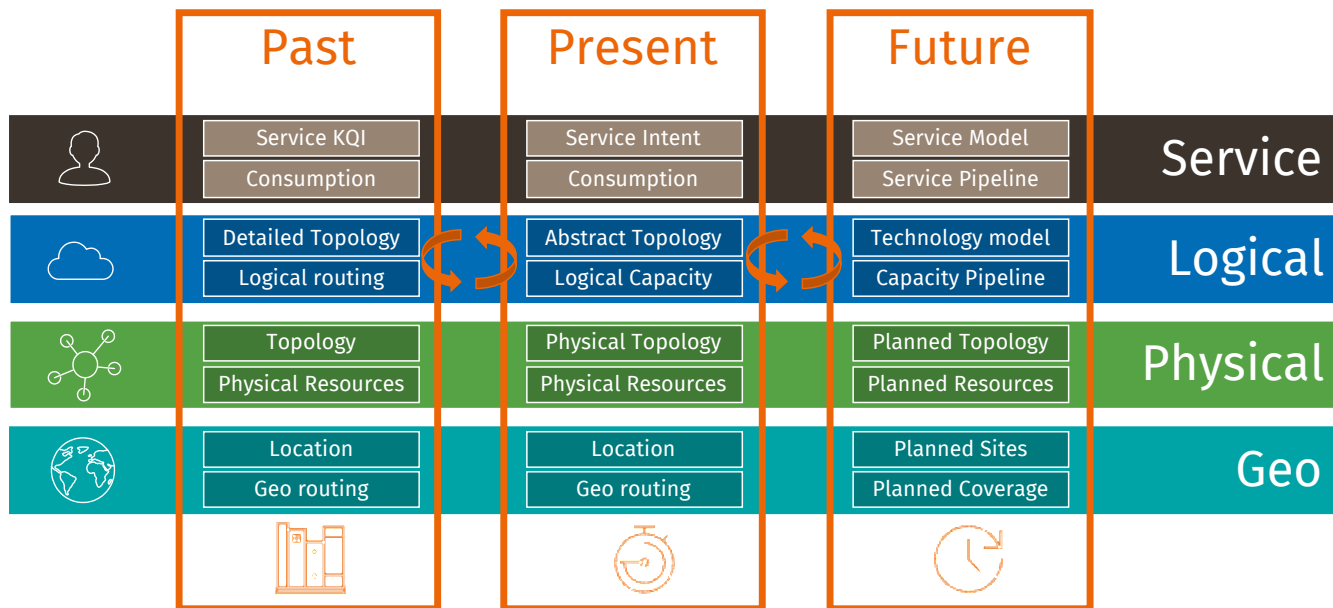 Past
Present
Future
Service KQI
Service Intent
Service Model
Consumption
Consumption
Service Pipeline
Service
Detailed Topology
Abstract Topology
Technology model
Logical routing
Logical Capacity
Capacity Pipeline
Logical
Topology
Physical Topology
Planned Topology
Physical Resources
Physical Resources
Planned Resources
Physical
Location
Location
Planned Sites
Geo routing
Geo routing
Planned Coverage
Geo